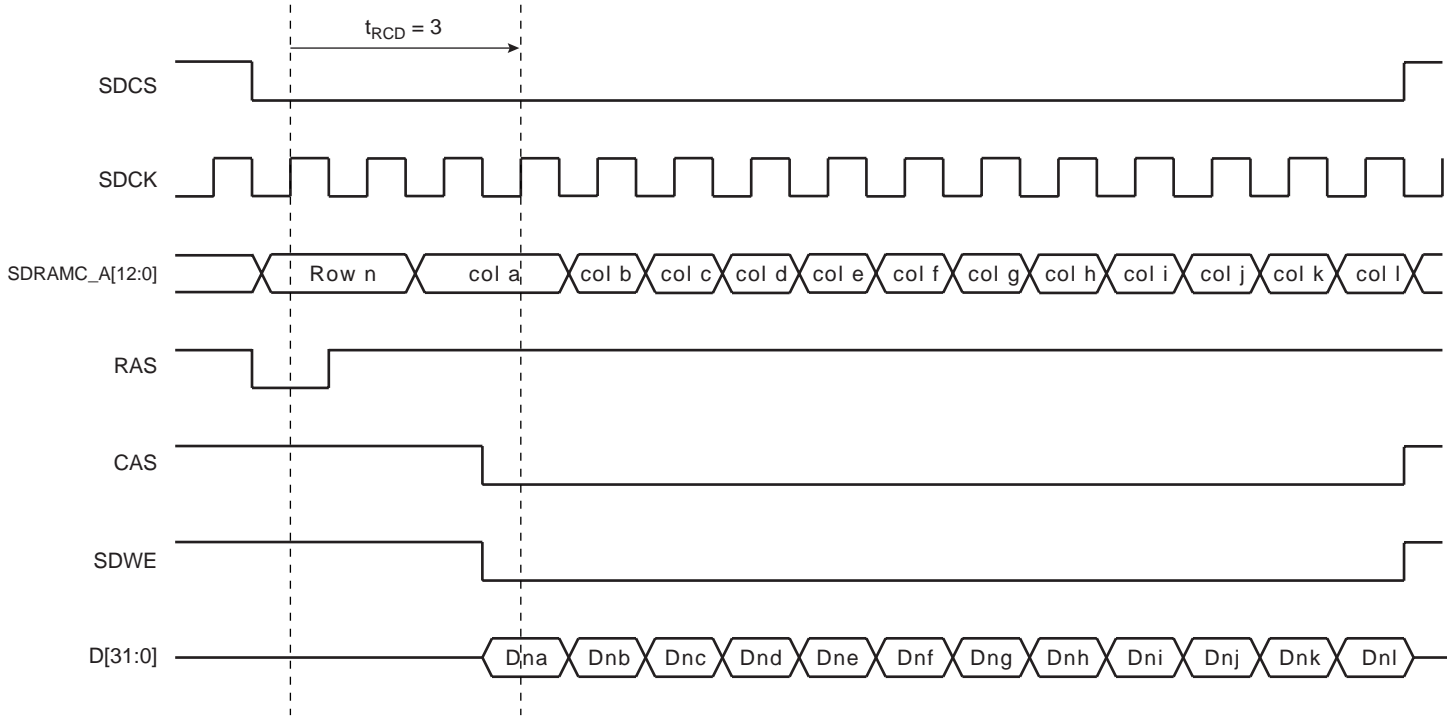 tRCD = 3
SDCS
SDCK
SDRAMC_A[12:0] Row n col a col b col c col d col e col f col g col h col i col j col k col l
RAS
CAS
SDWE
D[31:0] Dna Dnb Dnc Dnd Dne Dnf Dng Dnh Dni Dnj Dnk Dnl